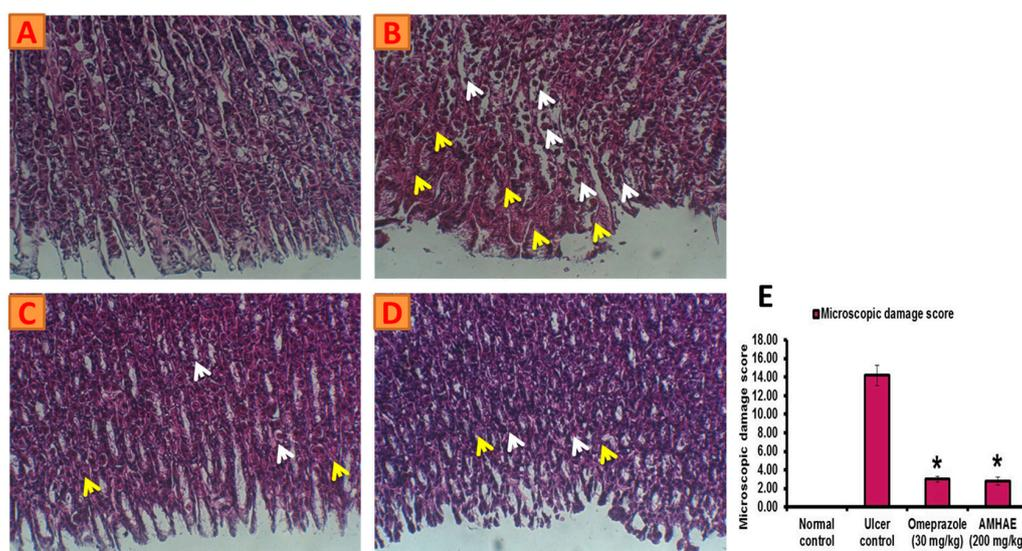 A
B
C
D
E
Microscopic damage score
Microscopic damage score
18.00
16.00
14.00
12.00
10.00
8.00
6.00
4.00
2.00
0.00
* *
Normal control
Ulcer control
Omeprazole (30 mg/kg)
AMHAE (200 mg/kg